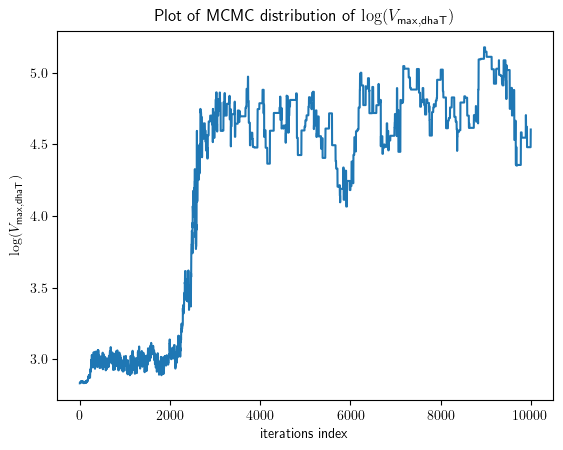 Plot of MCMC distribution of log(V_max,dhaT)
log(V_max,dhaT)
5.0
4.5
4.0
3.5
3.0
0 2000 4000 6000 8000 10000
iterations index